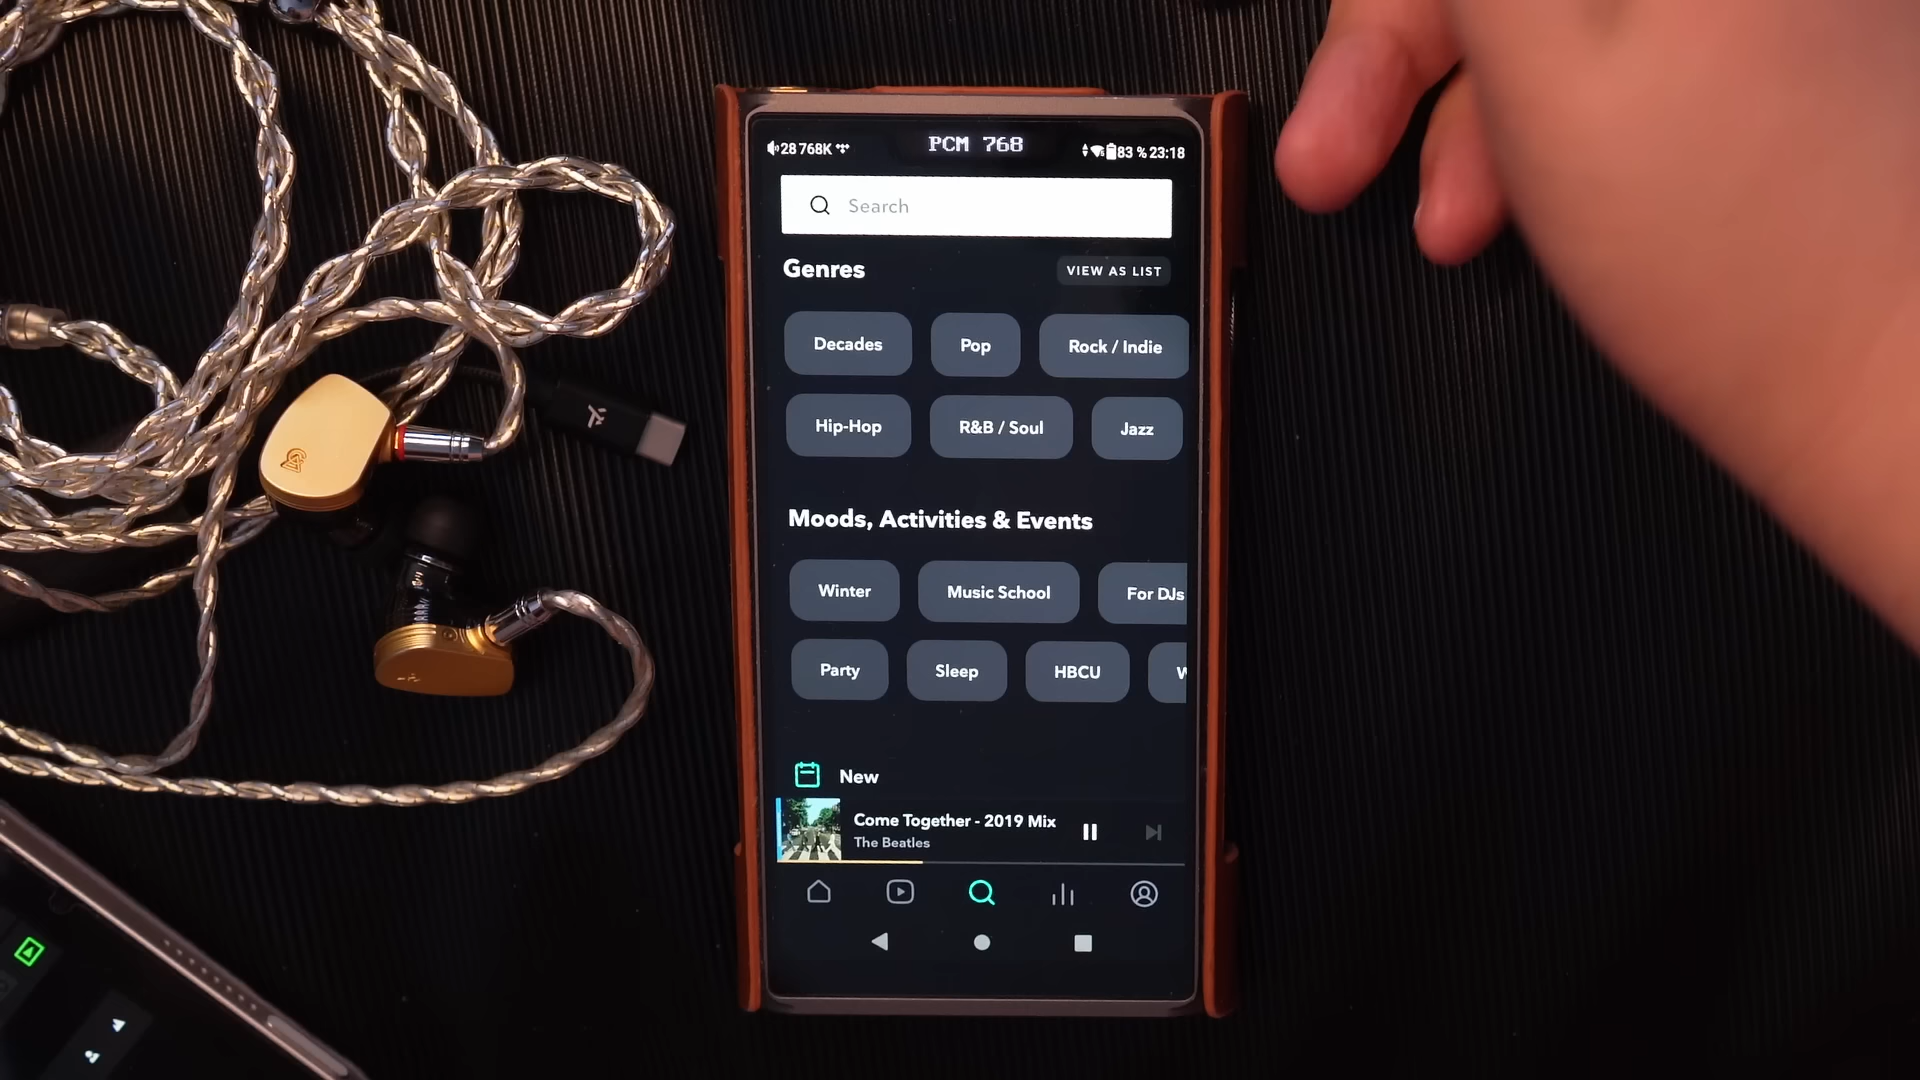 28 768K
PCM 768
83 % 23:18
Search
Genres
VIEW AS LIST
Decades
Pop
Rock / Indie
Hip-Hop
R&B / Soul
Jazz
Moods, Activities & Events
Winter
Music School
For DJs
Party
Sleep
HBCU
New
Come Together - 2019 Mix
The Beatles